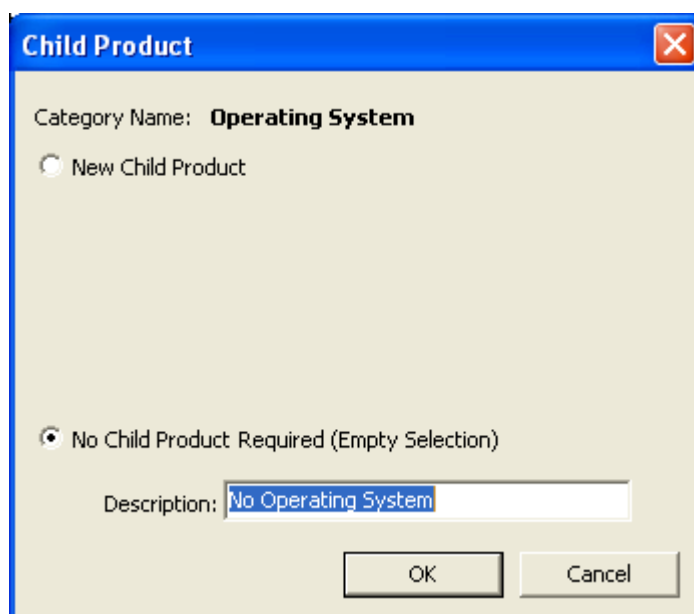 Child Product
Category Name: Operating System
New Child Product
No Child Product Required (Empty Selection)
Description: No Operating System
OK Cancel